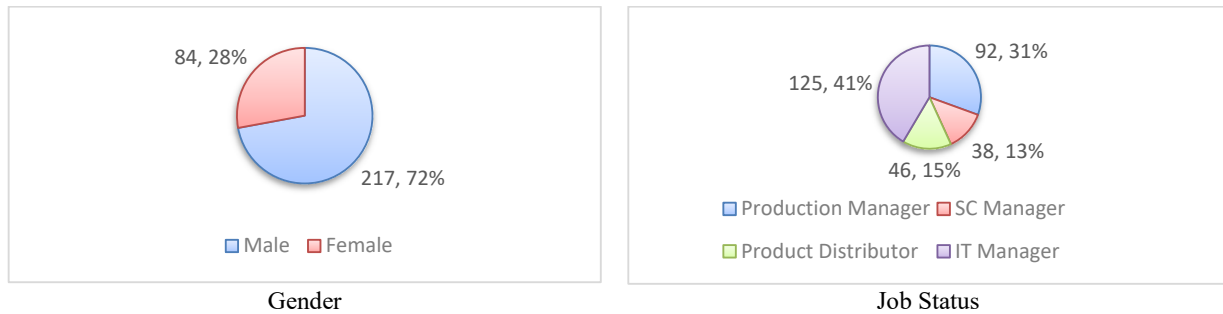 84, 28%
217, 72%
Male Female
Gender
92, 31%
125, 41%
38, 13%
46, 15%
Production Manager SC Manager
Product Distributor IT Manager
Job Status